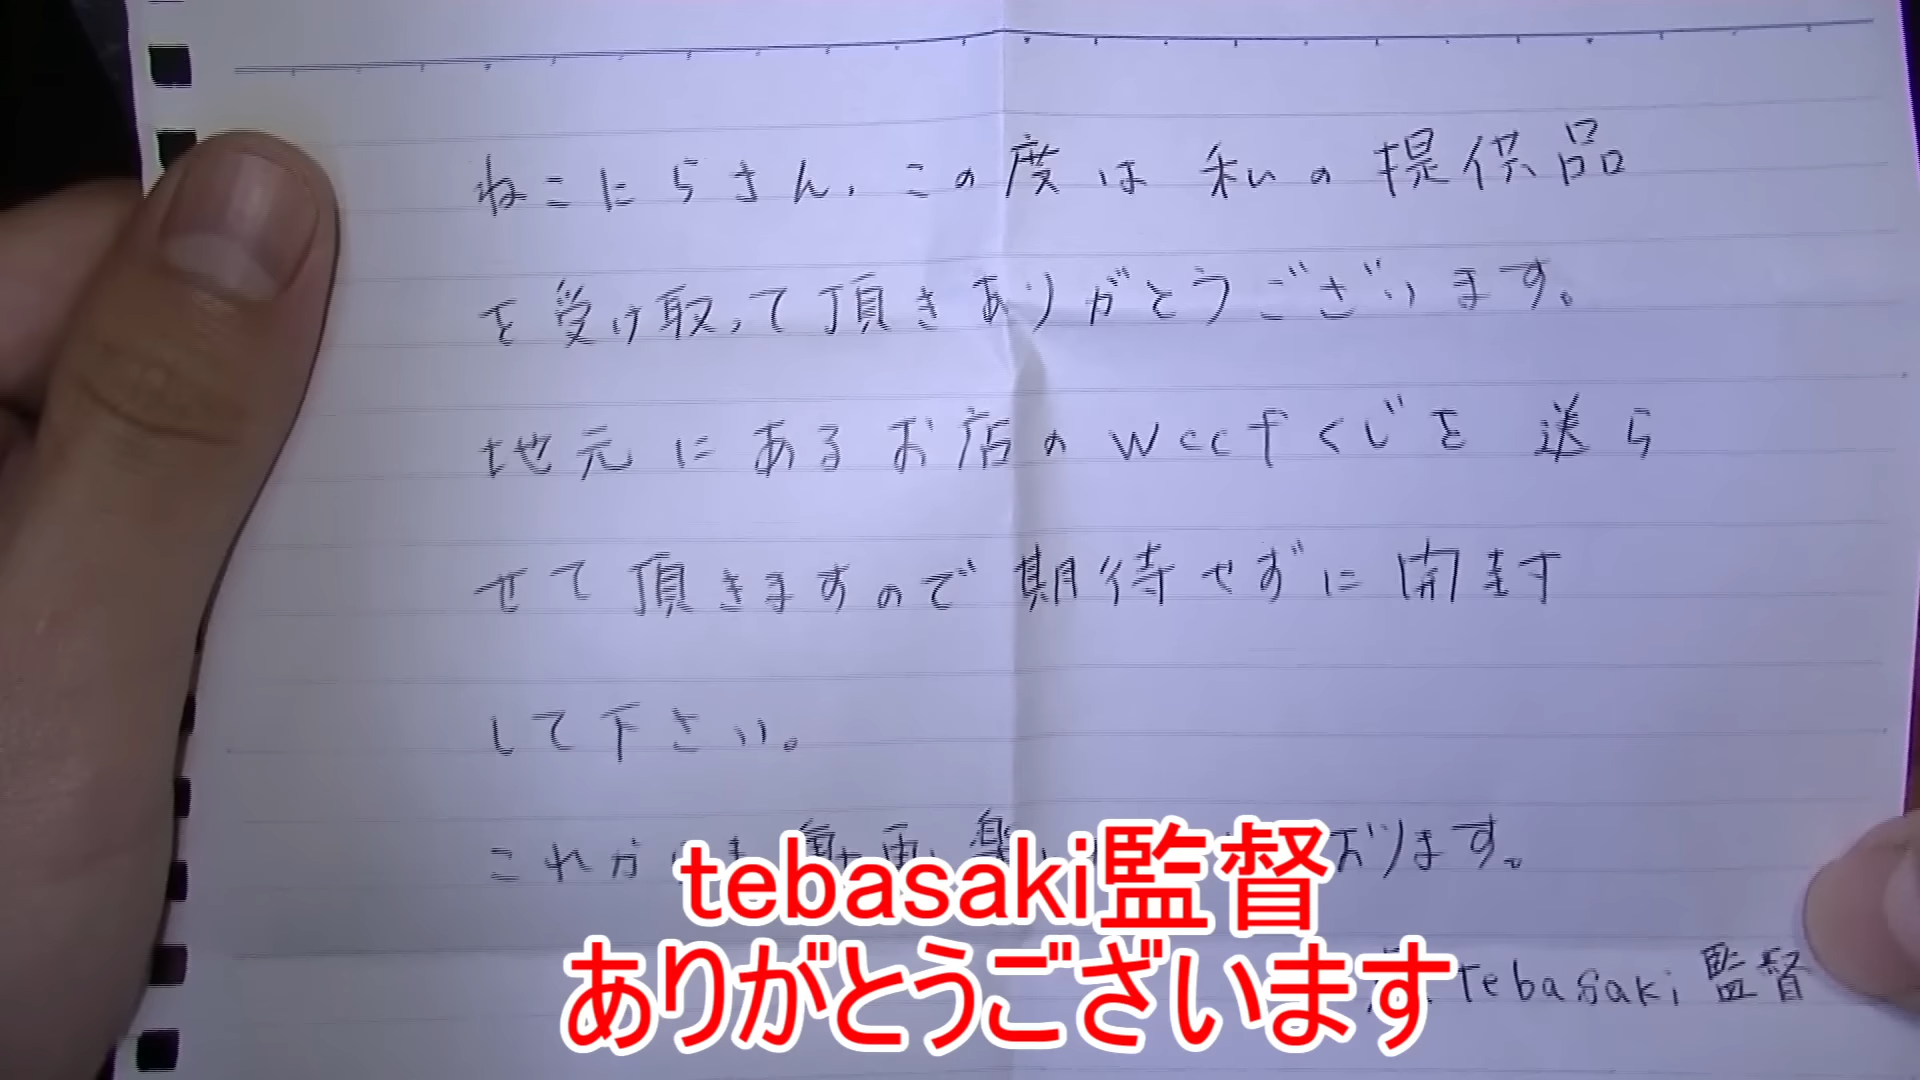 ねこにらさん、この度は私の提供品
を受け取って頂きありがとうございます。
地元にあるお店のwccfくじを送ら
せて頂きますので期待せずに開封
して下さい。
これからも動画楽しおります。
tebasaki監督
tebasaki監督
ありがとうございます